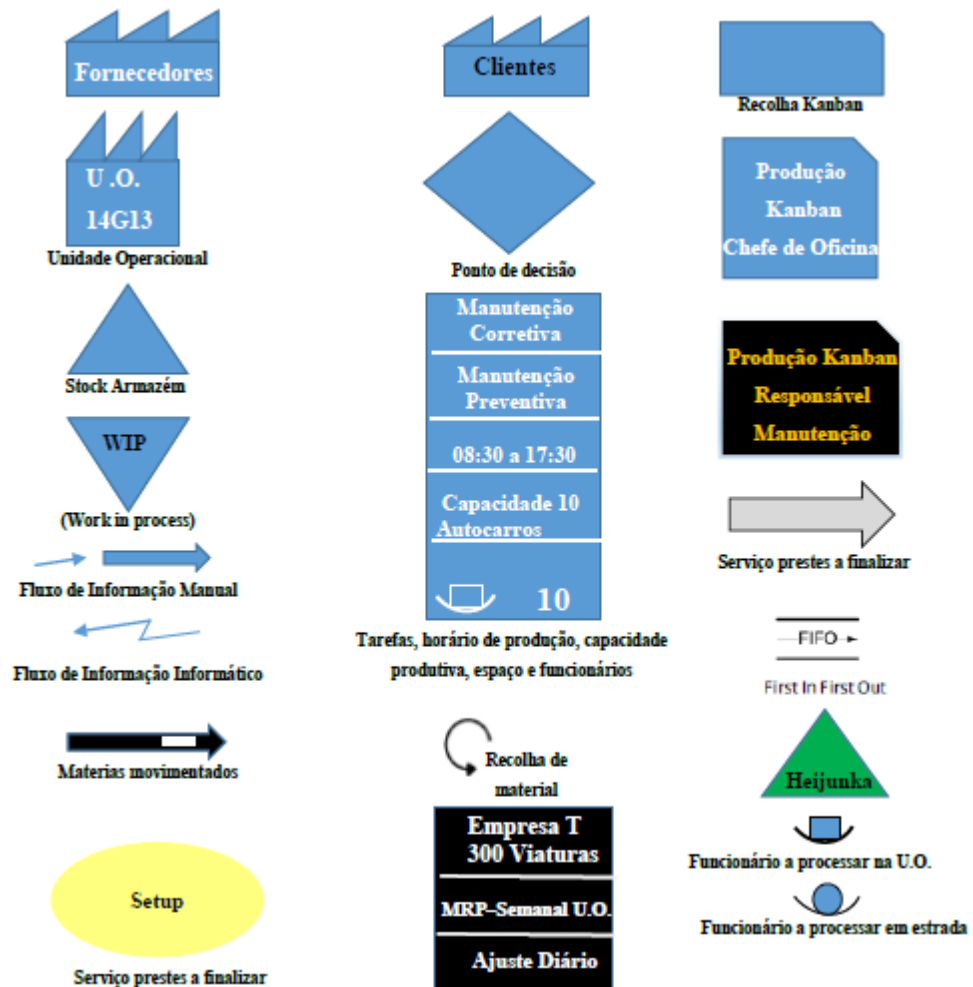 Fornecedores
U .O.
14G13
Unidade Operacional
Stock Armazém
WIP
(Work in process)
Fluxo de Informação Manual
Fluxo de Informação Informático
Materias movimentados
Setup
Serviço prestes a finalizar
Clientes
Ponto de decisão
Manutenção
Corretiva
Manutenção
Preventiva
08:30 a 17:30
Capacidade 10
Autocarros
10
Tarefas, horário de produção, capacidade
produtiva, espaço e funcionários
Recolha de
material
Empresa T
300 Viaturas
MRP–Semanal U.O.
Ajuste Diário
Recolha Kanban
Produção
Kanban
Chefe de Oficina
Produção Kanban
Responsável
Manutenção
Serviço prestes a finalizar
FIFO
First In First Out
Heijunka
Funcionário a processar na U.O.
Funcionário a processar em estrada